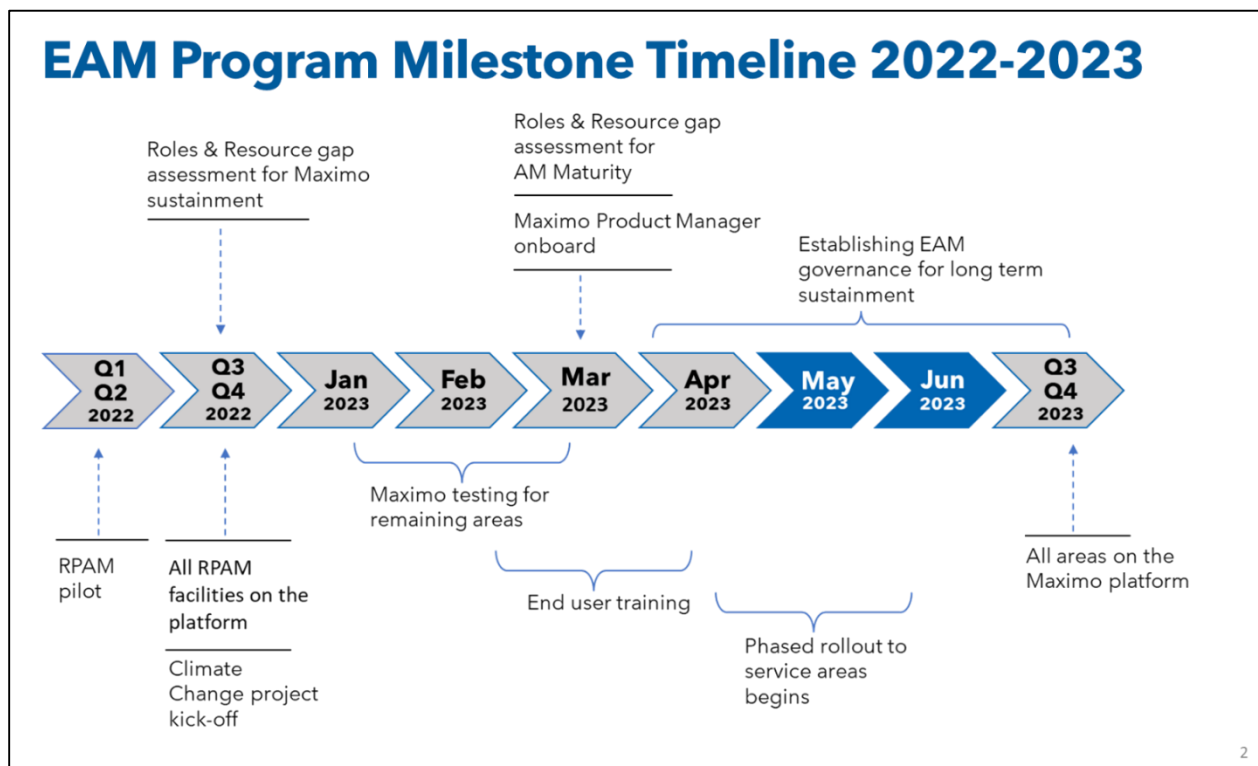 EAM Program Milestone Timeline 2022-2023
Roles & Resource gap
assessment for Maximo
sustainment
Roles & Resource gap
assessment for
AM Maturity
Maximo Product Manager
onboard
Establishing EAM
governance for long term
sustainment
Q1
Q2
2022
Q3
Q4
2022
Jan
2023
Feb
2023
Mar
2023
Apr
2023
May
2023
Jun
2023
Q3
Q4
2023
RPAM
pilot
All RPAM
facilities on the
platform
Climate
Change project
kick-off
Maximo testing for
remaining areas
End user training
Phased rollout to
service areas
begins
All areas on the
Maximo platform
2